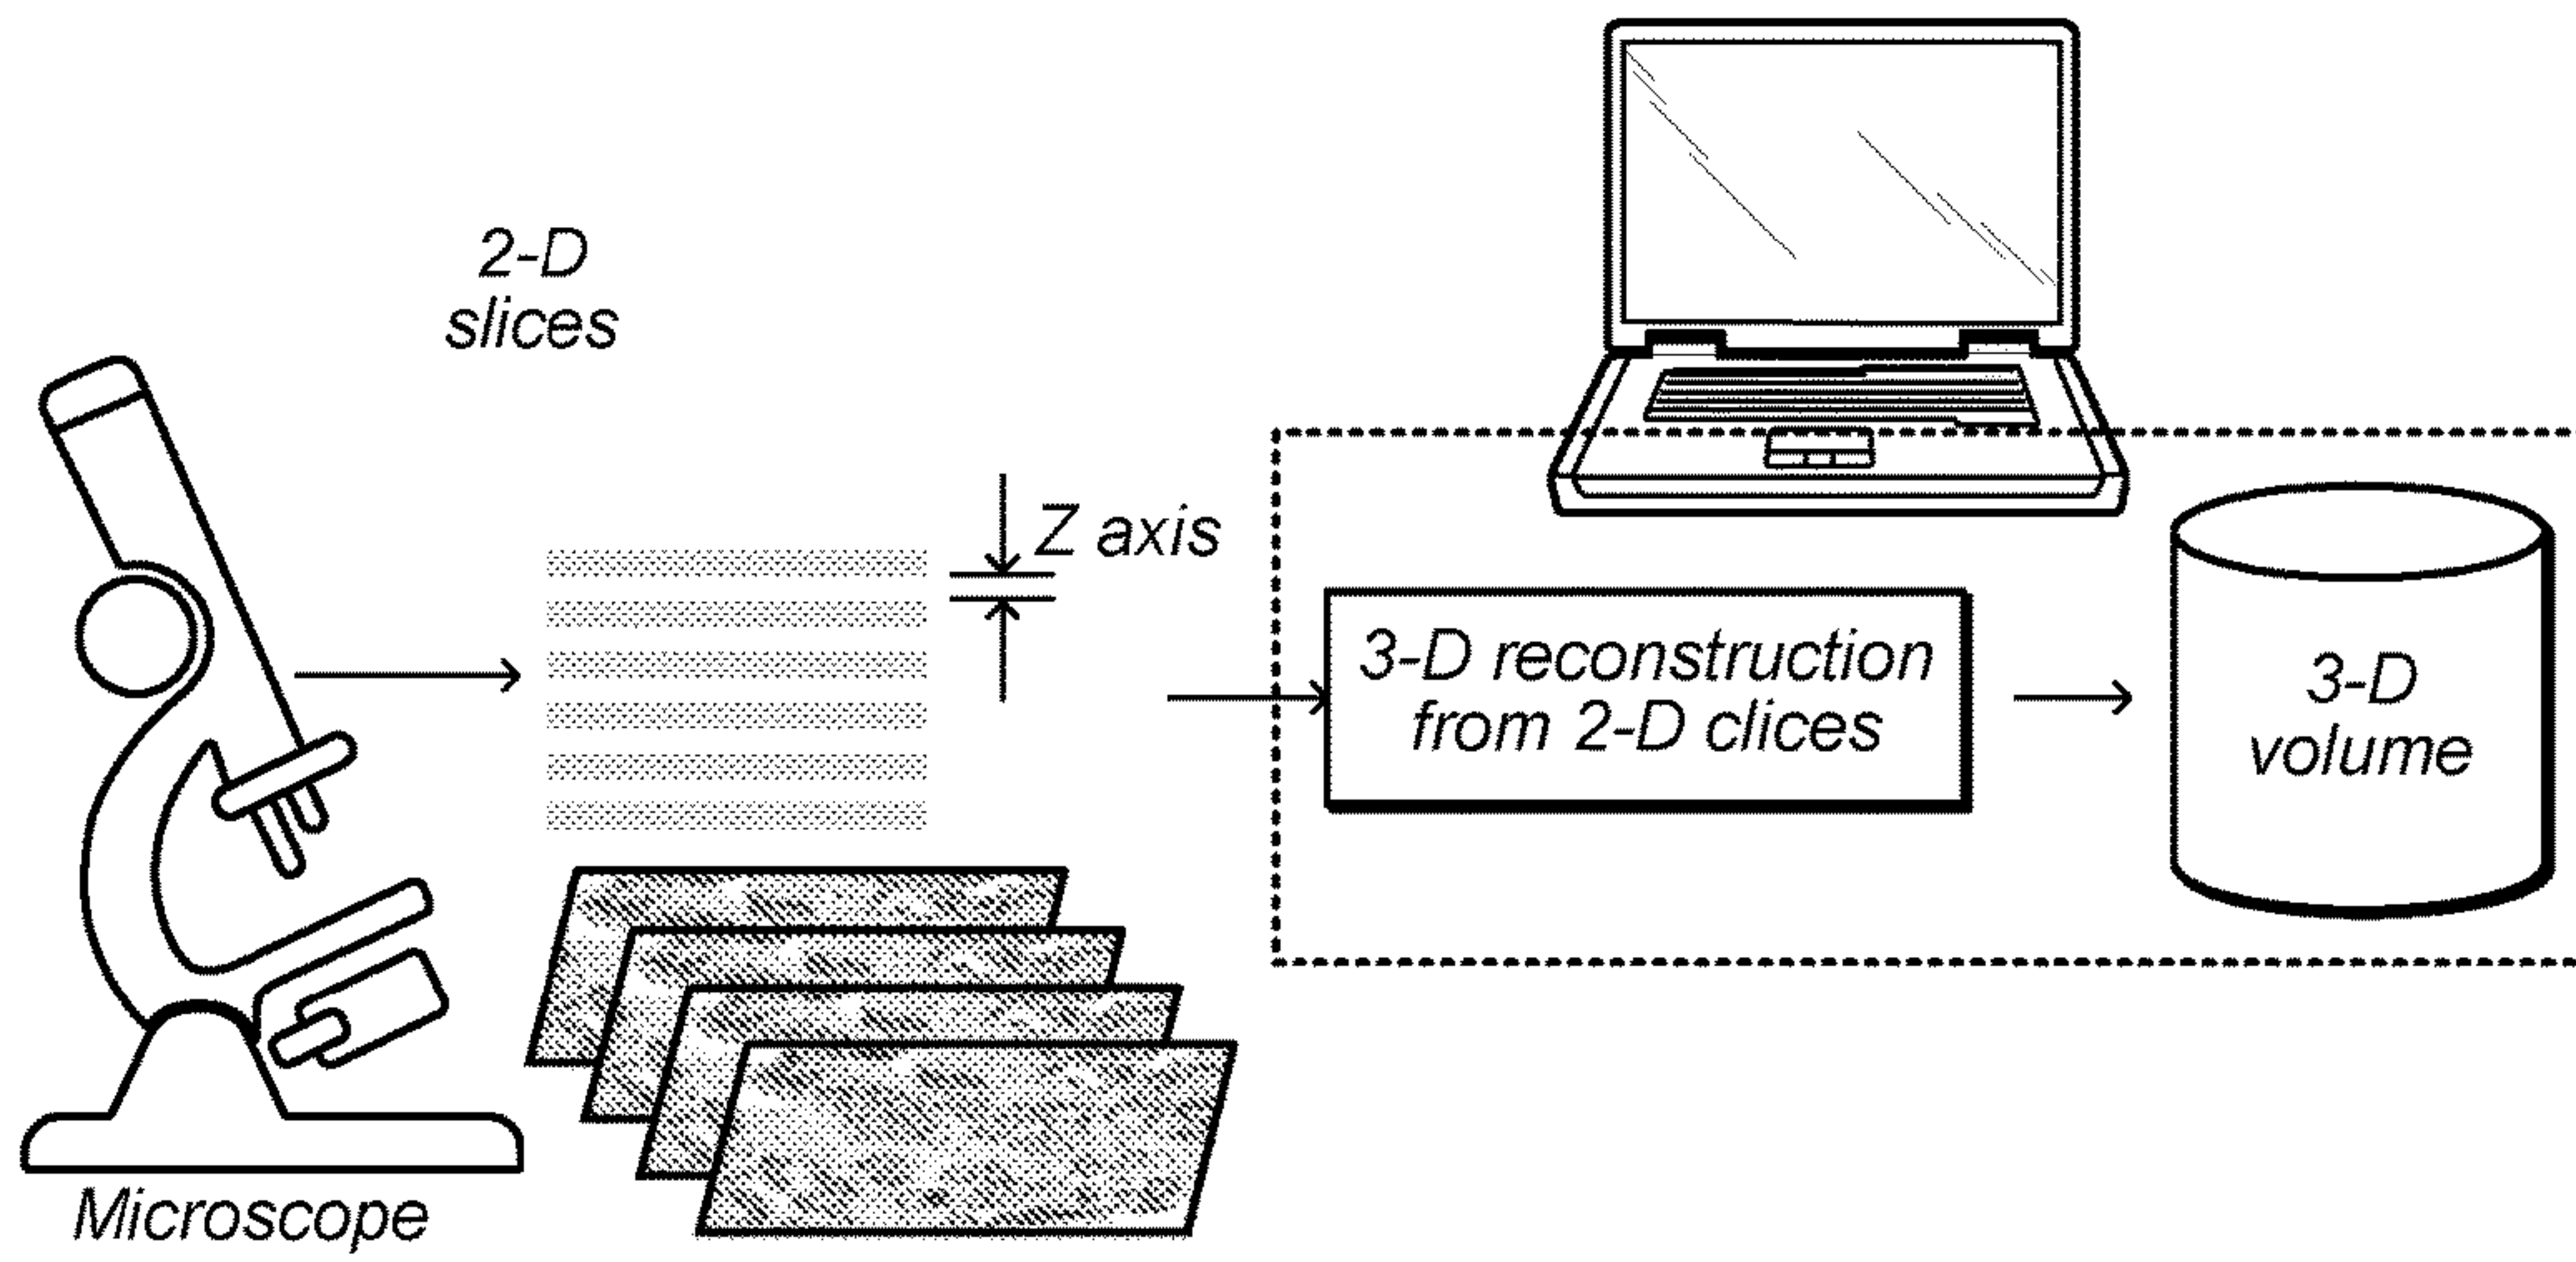 2-D
slices
Z axis
3-D reconstruction
from 2-D clices
3-D
volume
Microscope